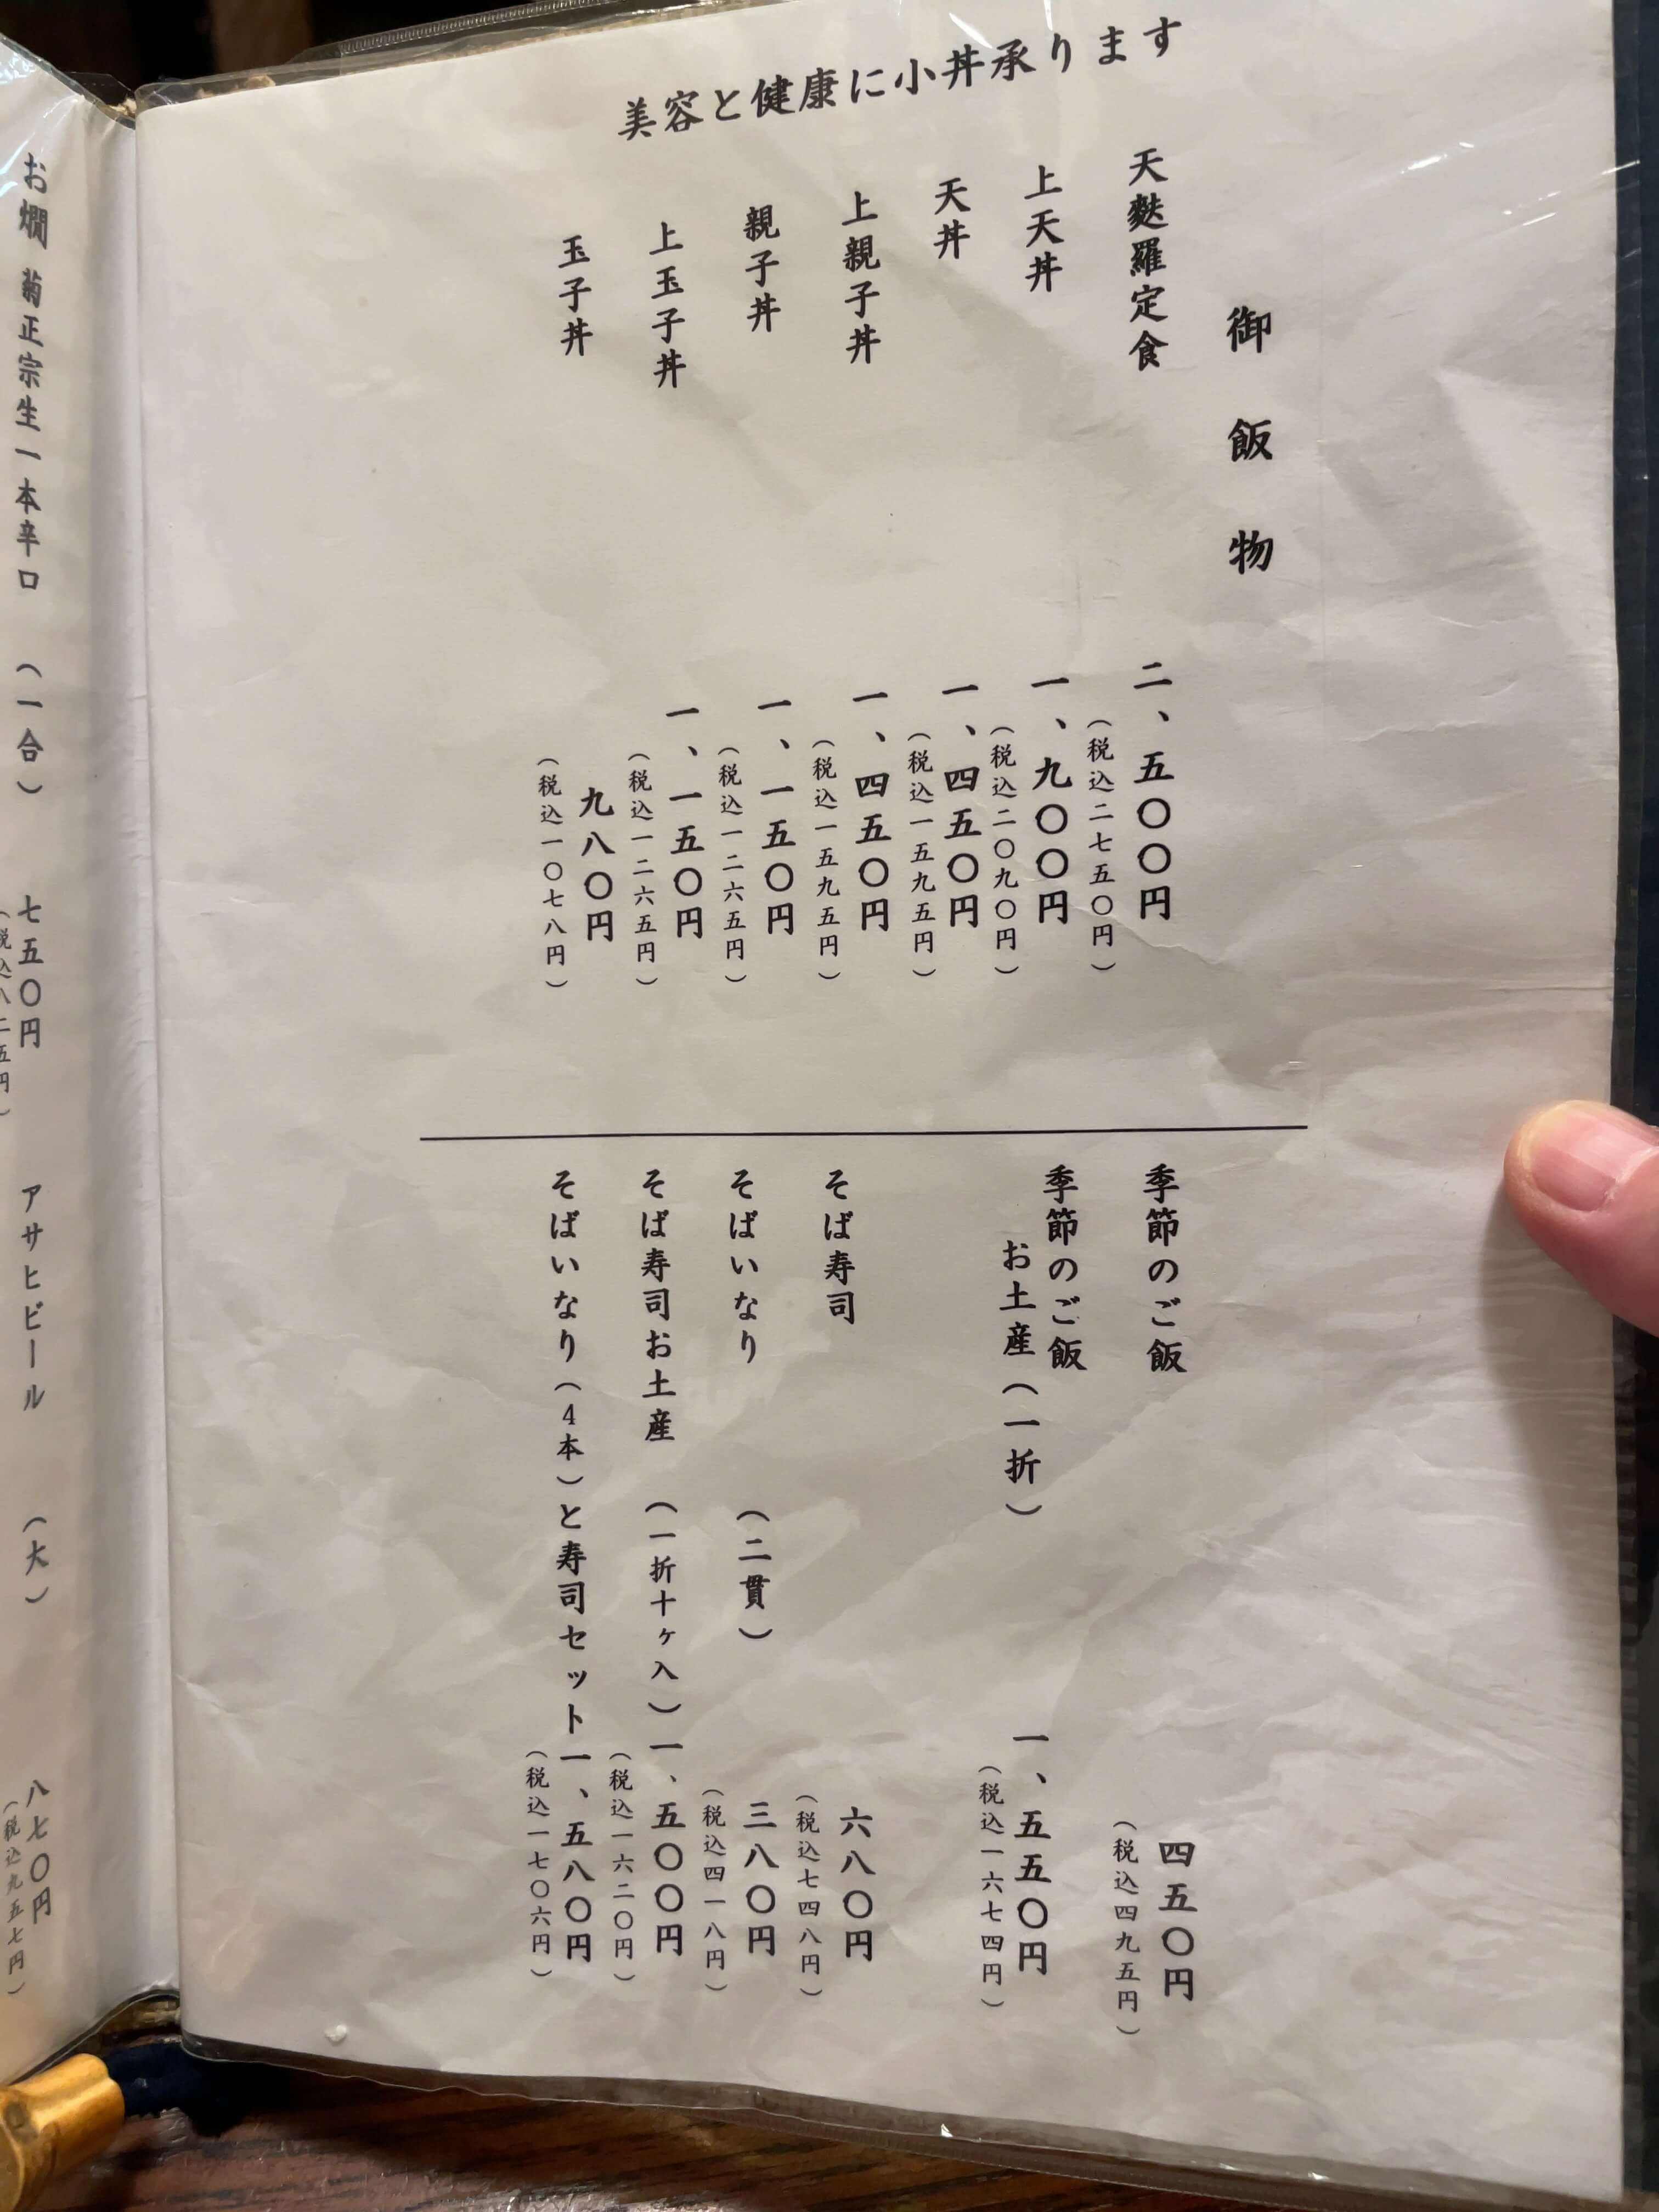 美容と健康に小丼承ります
御飯物
天麩羅定食 二、五〇〇円
（税込二七五〇円）
上天丼 一、九〇〇円
（税込二〇九〇円）
天丼 一、四五〇円
（税込一五九五円）
上親子丼 一、四五〇円
（税込一五九五円）
親子丼 一、一五〇円
（税込一二六五円）
上玉子丼 一、一五〇円
（税込一二六五円）
玉子丼 九八〇円
（税込一〇七八円）
季節のご飯 四五〇円
（税込四九五円）
季節のご飯
お土産（一折） 一、五五〇円
（税込一六七四円）
そば寿司 六八〇円
（税込七四八円）
そばいなり （二貫） 三八〇円
（税込四一八円）
そば寿司お土産 （一折十ヶ入） 一、五〇〇円
（税込一六二〇円）
そばいなり（4本）と寿司セット 一、五八〇円
（税込一七〇六円）
お燗 菊正宗生一本辛口 （一合） 七五〇円
（税込八二五円）
アサヒビール （大） 八七〇円
（税込九五七円）